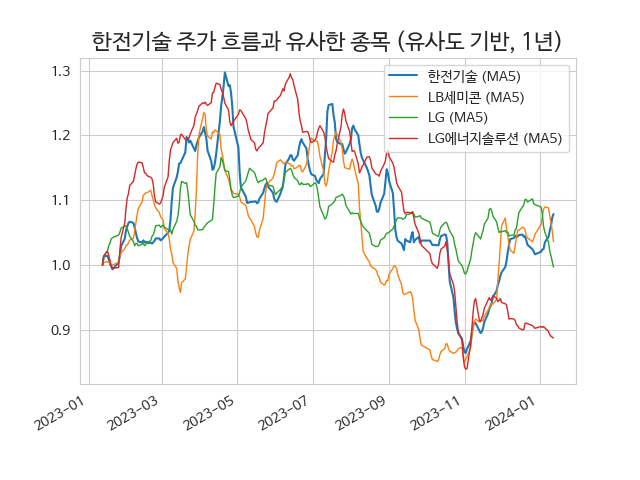 한전기술 주가 흐름과 유사한 종목 (유사도 기반, 1년)
한전기술 (MA5)
LB세미콘 (MA5)
LG (MA5)
LG에너지솔루션 (MA5)
1.3
1.2
1.1
1.0
0.9
2023-01
2023-03
2023-05
2023-07
2023-09
2023-11
2024-01